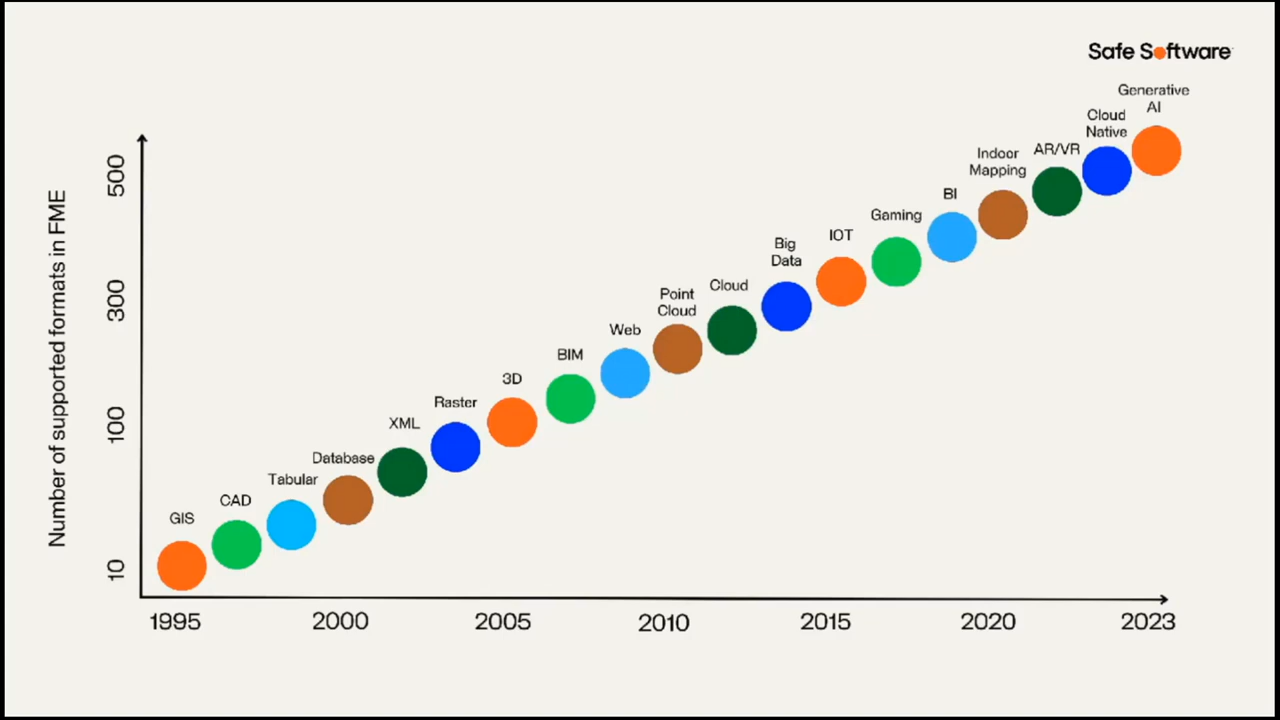 Safe Software
Generative
AI
Cloud
Native
AR/VR
Indoor
Mapping
BI
Gaming
IOT
Big
Data
Cloud
Point
Cloud
Web
BIM
3D
Raster
XML
Database
Tabular
CAD
GIS
Number of supported formats in FME
500
300
100
10
1995
2000
2005
2010
2015
2020
2023